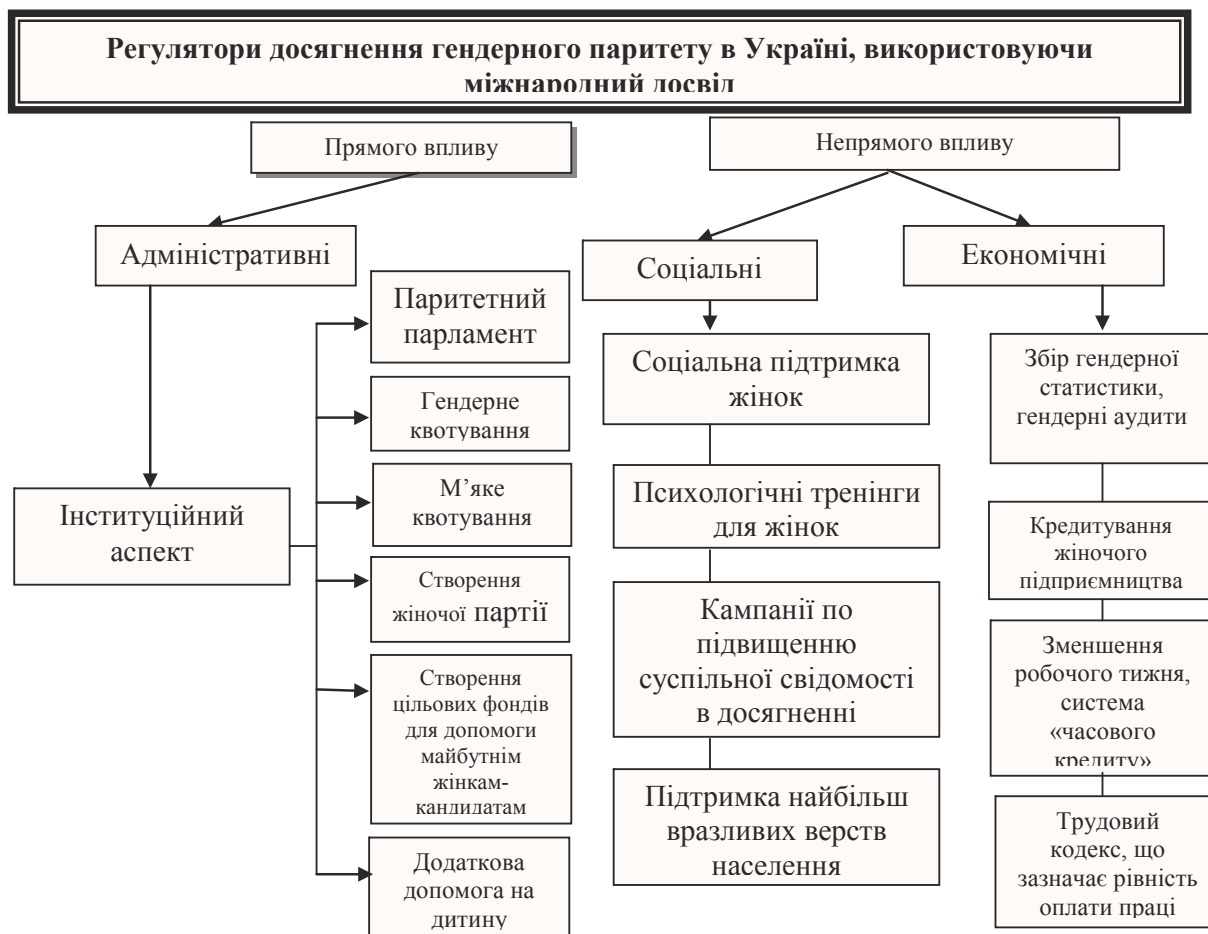 Регулятори досягнення гендерного паритету в Україні, використовуючи
міжнародний досвід
Прямого впливу
Непрямого впливу
Адміністративні
Соціальні
Економічні
Інституційний
аспект
Паритетний
парламент
Гендерне
квотування
М’яке
квотування
Створення
жіночої партії
Створення
цільових фондів
для допомоги
майбутнім
жінкам-
кандидатам
Додаткова
допомога на
дитину
Соціальна підтримка
жінок
Психологічні тренінги
для жінок
Кампанії по
підвищенню
суспільної свідомості
в досягненні
Підтримка найбільш
вразливих верств
населення
Збір гендерної
статистики,
гендерні аудити
Кредитування
жіночого
підприємництва
Зменшення
робочого тижня,
система
«часового
кредиту»
Трудовий
кодекс, що
зазначає рівність
оплати праці